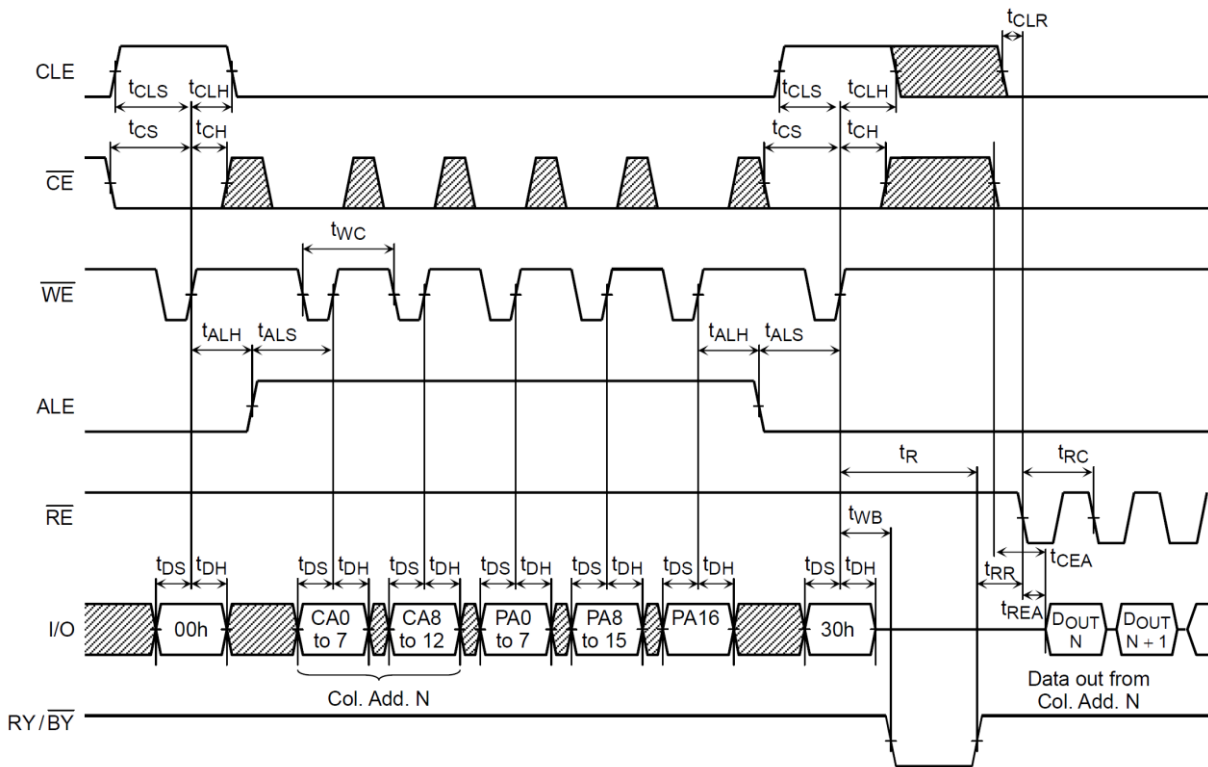 tCLR
CLE
tCLS tCLH tCLS tCLH
tCS tCH tCS tCH
CE
tWC
WE
tALH tALS tALH tALS
ALE
tR tRC
RE
tWB
tCEA
tDS tDH tDS tDH tDS tDH tDS tDH tDS tDH tDS tDH tDS tDH tRR
tREA
I/O 00h CA0 to 7 CA8 to 12 PA0 to 7 PA8 to 15 PA16 30h DOUT N DOUT N + 1
Col. Add. N
Data out from
Col. Add. N
RY / BY